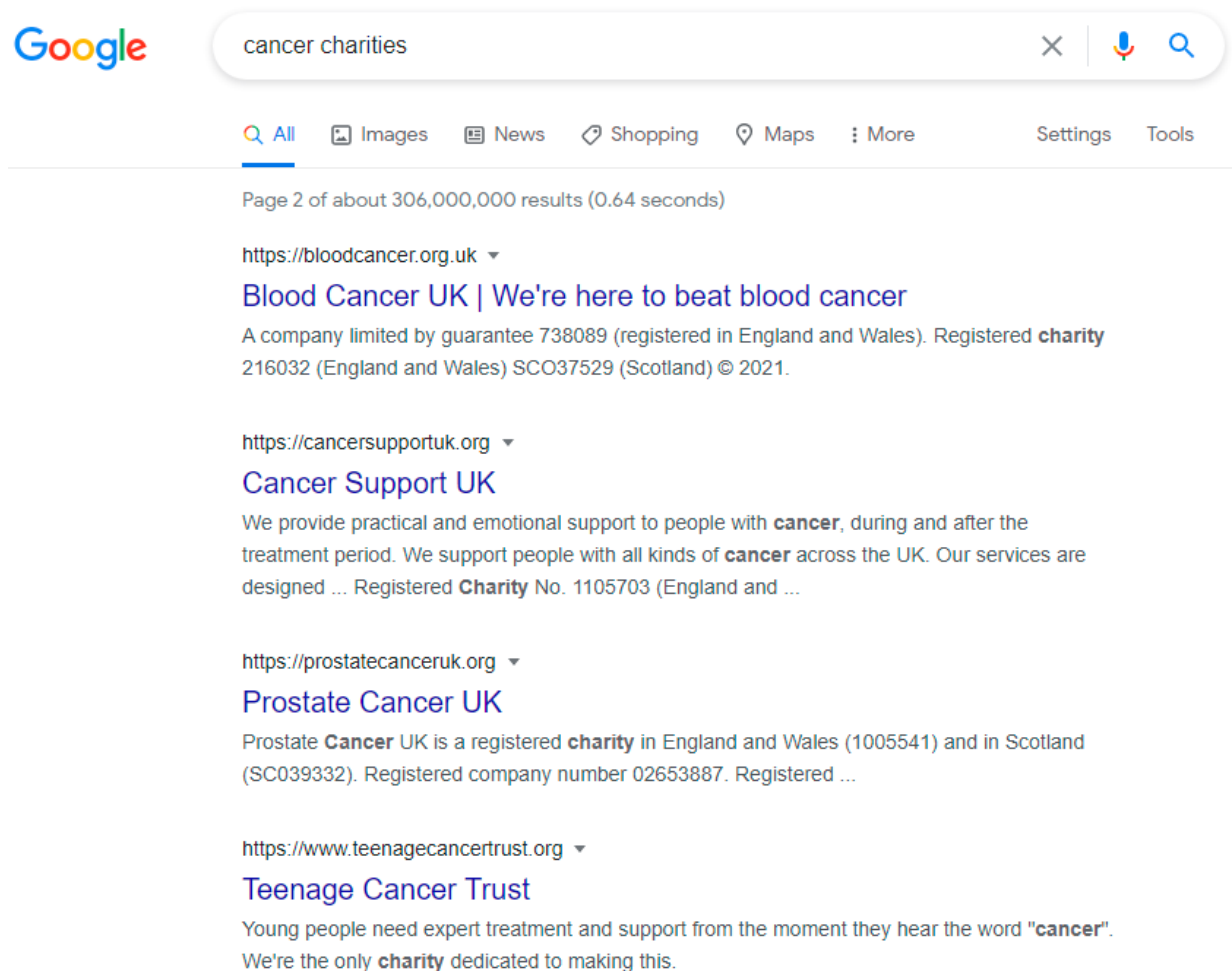 Google
cancer charities
All Images News Shopping Maps More Settings Tools
Page 2 of about 306,000,000 results (0.64 seconds)
https://bloodcancer.org.uk
Blood Cancer UK | We're here to beat blood cancer
A company limited by guarantee 738089 (registered in England and Wales). Registered charity
216032 (England and Wales) SCO37529 (Scotland) © 2021.
https://cancersupportuk.org
Cancer Support UK
We provide practical and emotional support to people with cancer, during and after the
treatment period. We support people with all kinds of cancer across the UK. Our services are
designed ... Registered Charity No. 1105703 (England and ...
https://prostatecanceruk.org
Prostate Cancer UK
Prostate Cancer UK is a registered charity in England and Wales (1005541) and in Scotland
(SC039332). Registered company number 02653887. Registered ...
https://www.teenagecancertrust.org
Teenage Cancer Trust
Young people need expert treatment and support from the moment they hear the word "cancer".
We're the only charity dedicated to making this.